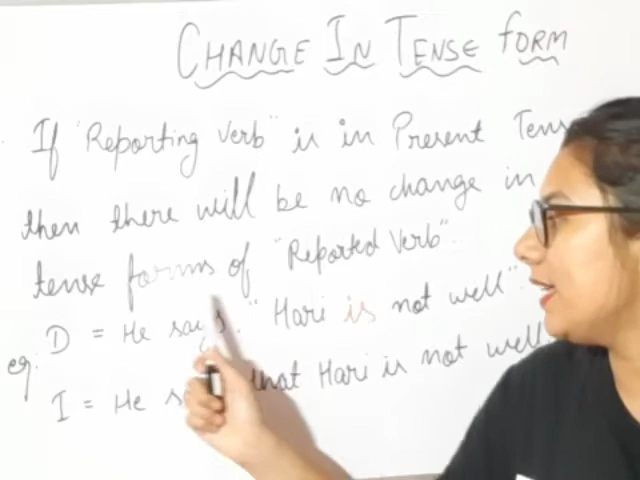 CHANGE IN TENSE FORM
If "Reporting verb" is in Present
then there will be no change in
tense forms of "Reported Verb".
eg. D = He says, "Hari is not well"
I = He that Hari is not well